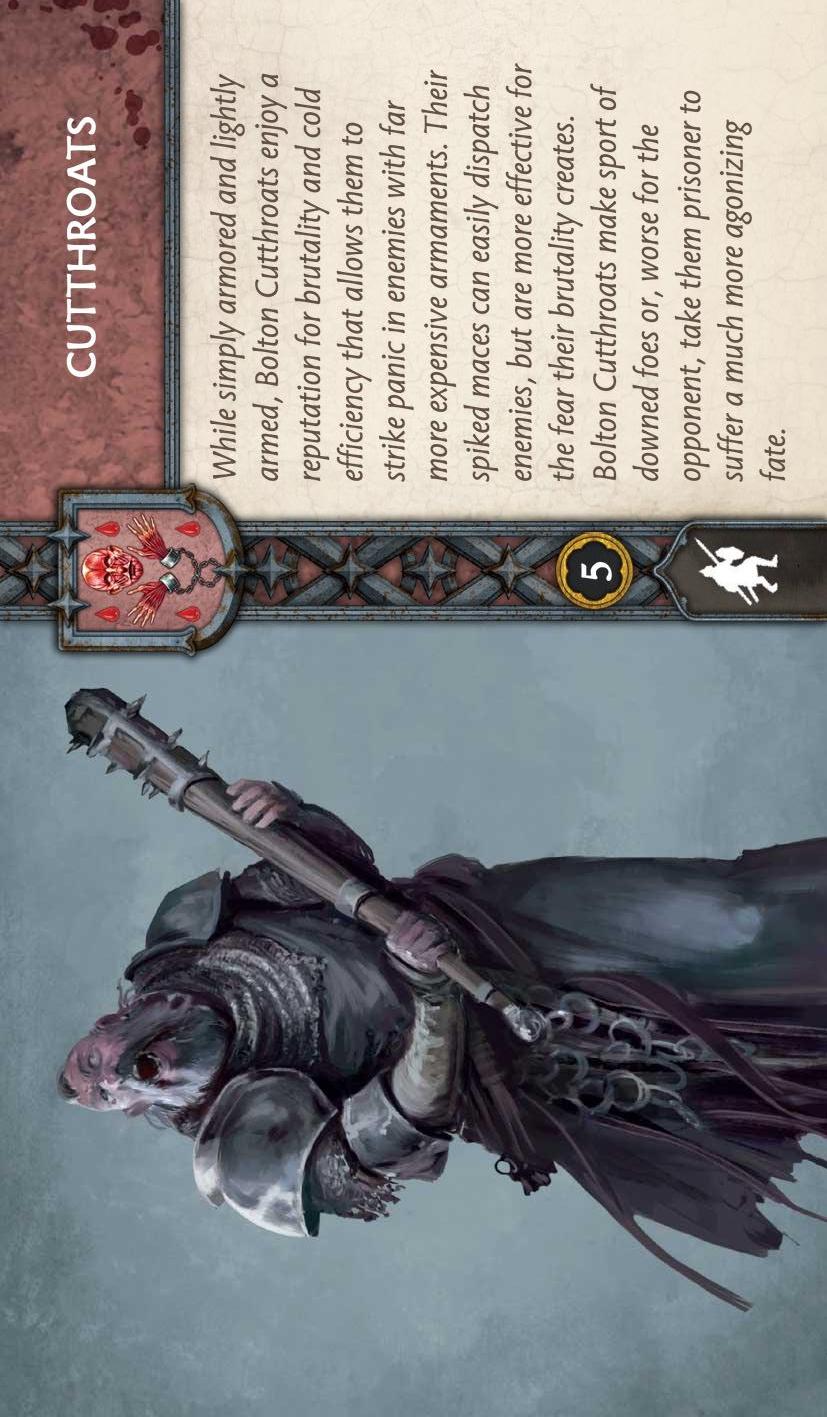 CUTTHROATS
While simply armored and lightly
armed, Bolton Cutthroats enjoy a
reputation for brutality and cold
efficiency that allows them to
strike panic in enemies with far
more expensive armaments. Their
spiked maces can easily dispatch
enemies, but are more effective for
the fear their brutality creates.
Bolton Cutthroats make sport of
downed foes or, worse for the
opponent, take them prisoner to
suffer a much more agonizing
fate.
5